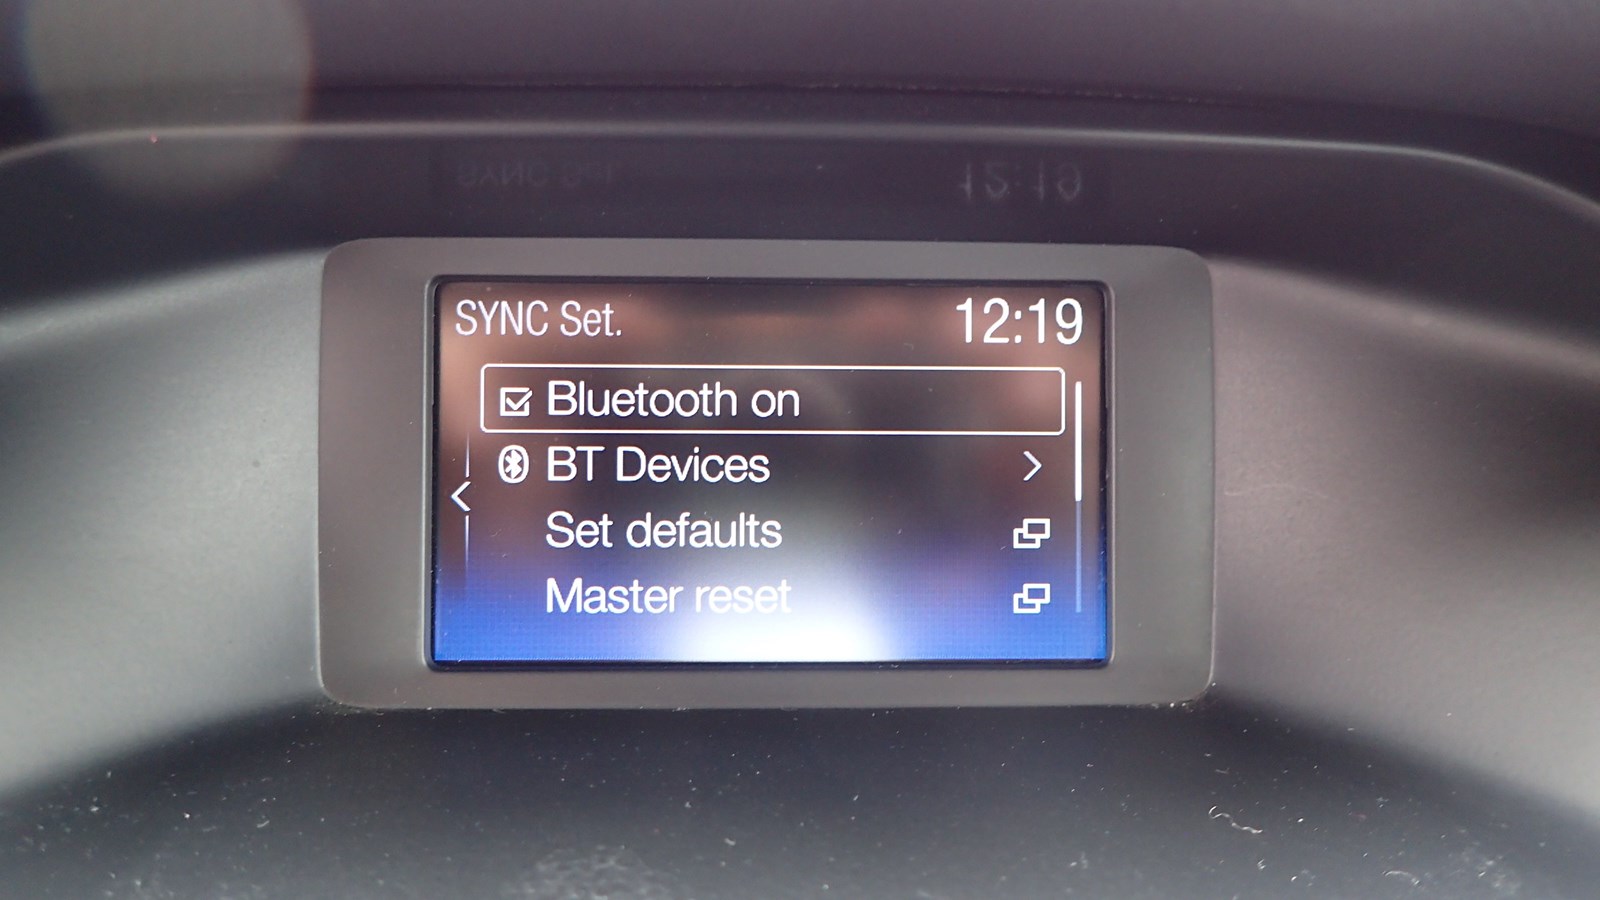 SYNC Set. 12:19
Bluetooth on
BT Devices
Set defaults
Master reset